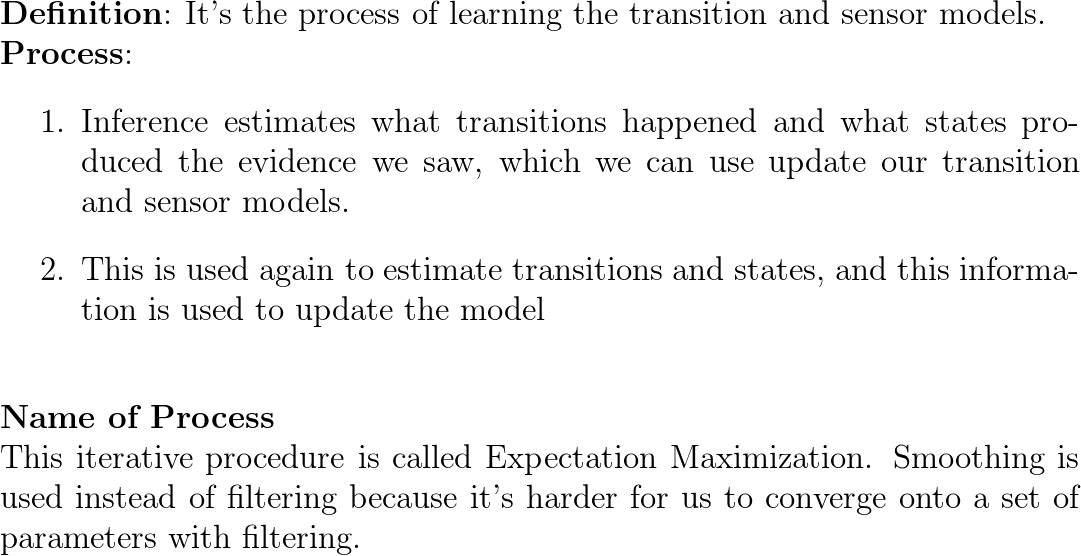 Definition: It's the process of learning the transition and sensor models.
Process:
1. Inference estimates what transitions happened and what states pro-
duced the evidence we saw, which we can use update our transition
and sensor models.
2. This is used again to estimate transitions and states, and this informa-
tion is used to update the model
Name of Process
This iterative procedure is called Expectation Maximization. Smoothing is
used instead of filtering because it's harder for us to converge onto a set of
parameters with filtering.